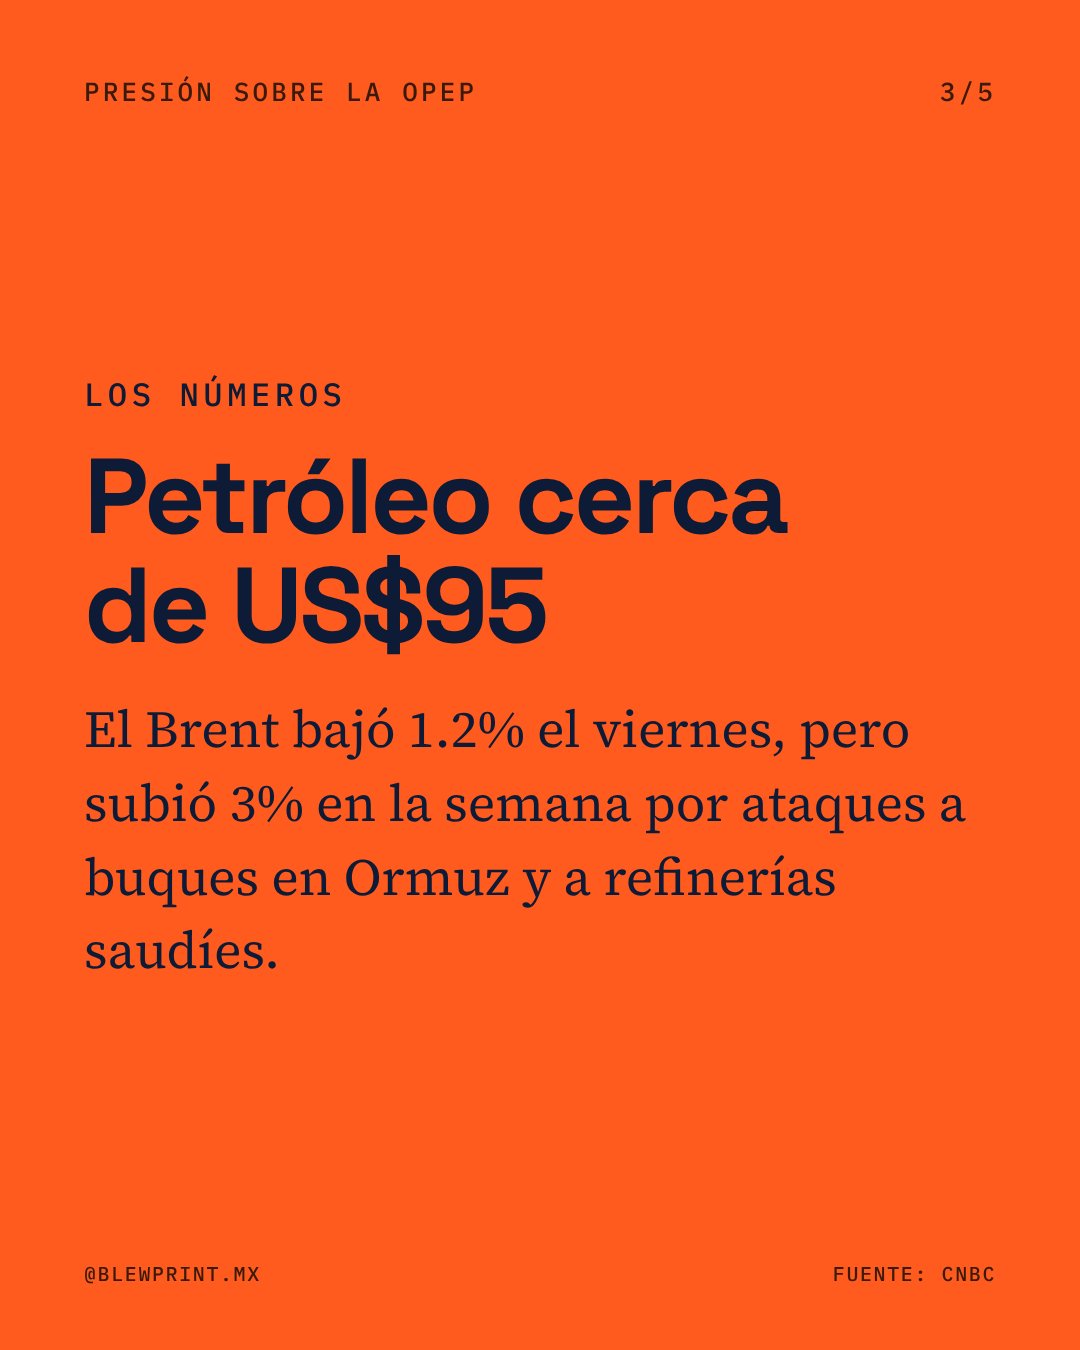 PRESIÓN SOBRE LA OPEP
3/5
LOS NÚMEROS
Petróleo cerca
de US$95
El Brent bajó 1.2% el viernes, pero
subió 3% en la semana por ataques a
buques en Ormuz y a refinerías
saudíes.
@BLEWPRINT.MX
FUENTE: CNBC